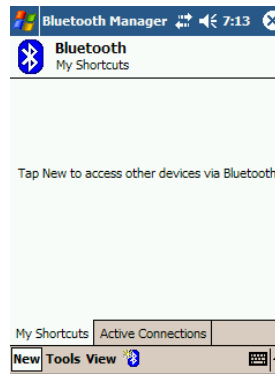 Bluetooth Manager 7:13
Bluetooth
My Shortcuts
Tap New to access other devices via Bluetooth
My Shortcuts Active Connections
New Tools View